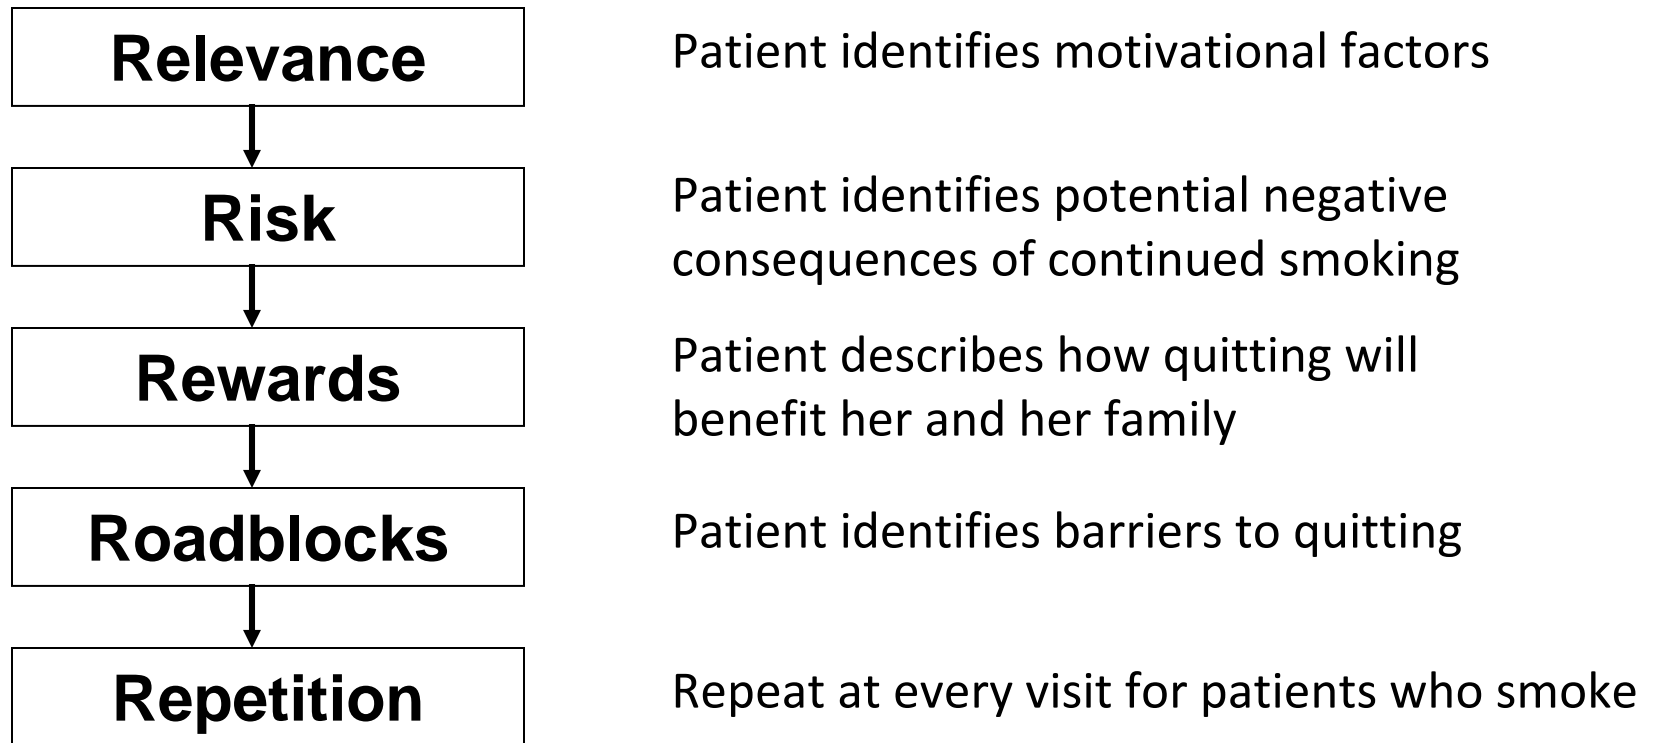 Relevance
Patient identifies motivational factors
Risk
Patient identifies potential negative
consequences of continued smoking
Rewards
Patient describes how quitting will
benefit her and her family
Roadblocks
Patient identifies barriers to quitting
Repetition
Repeat at every visit for patients who smoke